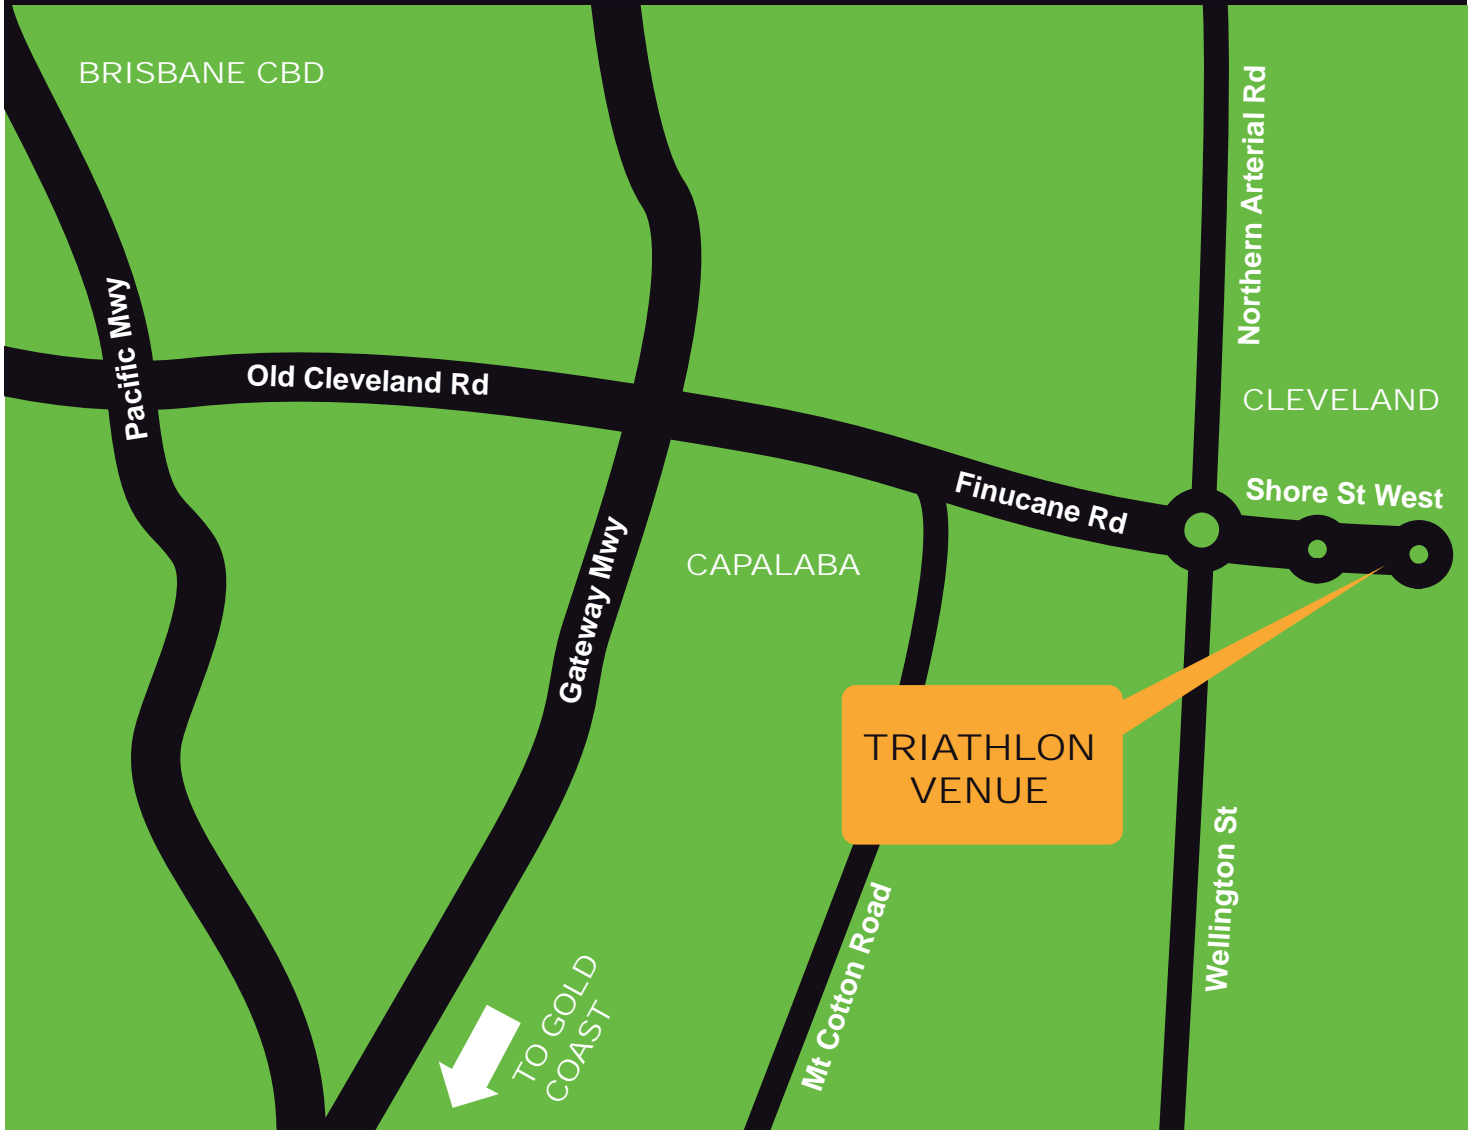 BRISBANE CBD
Northern Arterial Rd
Pacific Mwy
Old Cleveland Rd
CLEVELAND
Finucane Rd
Shore St West
Gateway Mwy
CAPALABA
TRIATHLON
VENUE
Wellington St
Mt Cotton Road
TO GOLD
COAST